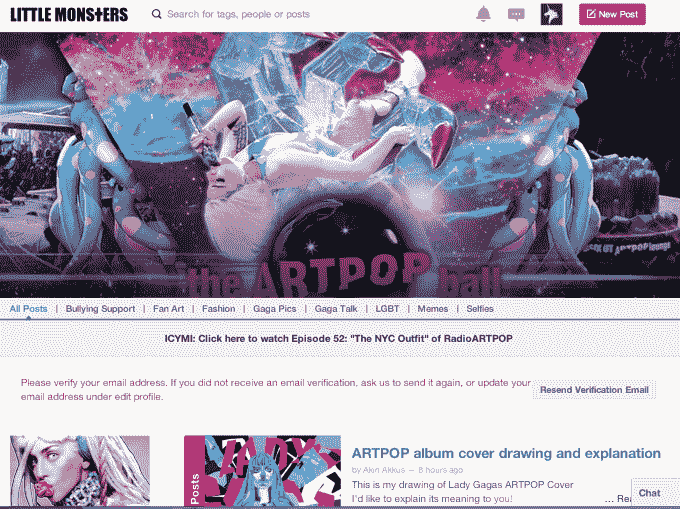 LITTLE MONSTERS
Search for tags, people or posts
New Post
the ARTPOP ball
All Posts | Bullying Support | Fan Art | Fashion | Gaga Pics | Gaga Talk | LGBT | Memes | Selfies
ICYMI: Click here to watch Episode 52: "The NYC Outfit" of RadioARTPOP
Please verify your email address. If you did not receive an email verification, ask us to send it again, or update your
email address under edit profile.
Resend Verification Email
Posts
LADY
ARTPOP album cover drawing and explanation
by Akin Akkus — 8 hours ago
This is my drawing of Lady Gagas ARTPOP Cover
I'd like to explain its meaning to you!
...
Chat